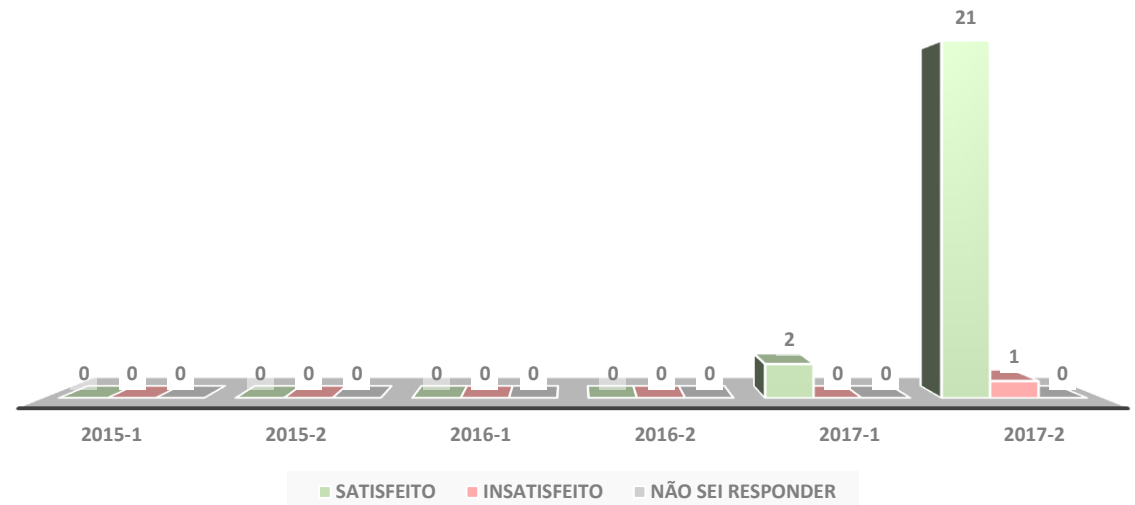 21
2
1
0 0 0 0 0 0 0 0 0 0 0 0 0 0 0
2015-1 2015-2 2016-1 2016-2 2017-1 2017-2
SATISFEITO INSATISFEITO NÃO SEI RESPONDER